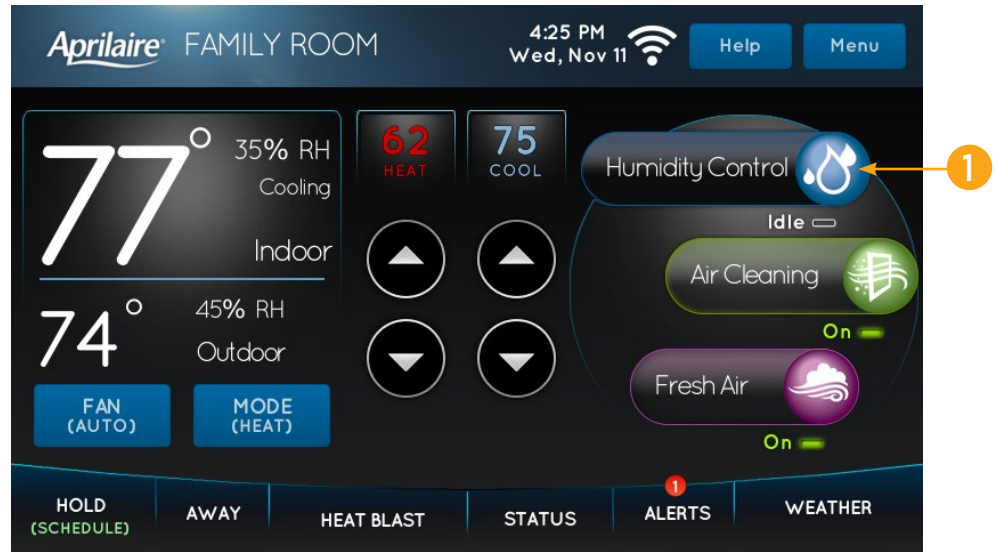 Aprilaire® FAMILY ROOM
4:25 PM
Wed, Nov 11
Help
Menu
77°
35% RH
Cooling
Indoor
74°
45% RH
Outdoor
FAN
(AUTO)
MODE
(HEAT)
62
HEAT
75
COOL
Humidity Control
1
Idle
Air Cleaning
On
Fresh Air
On
HOLD
(SCHEDULE)
AWAY
HEAT BLAST
STATUS
1
ALERTS
WEATHER